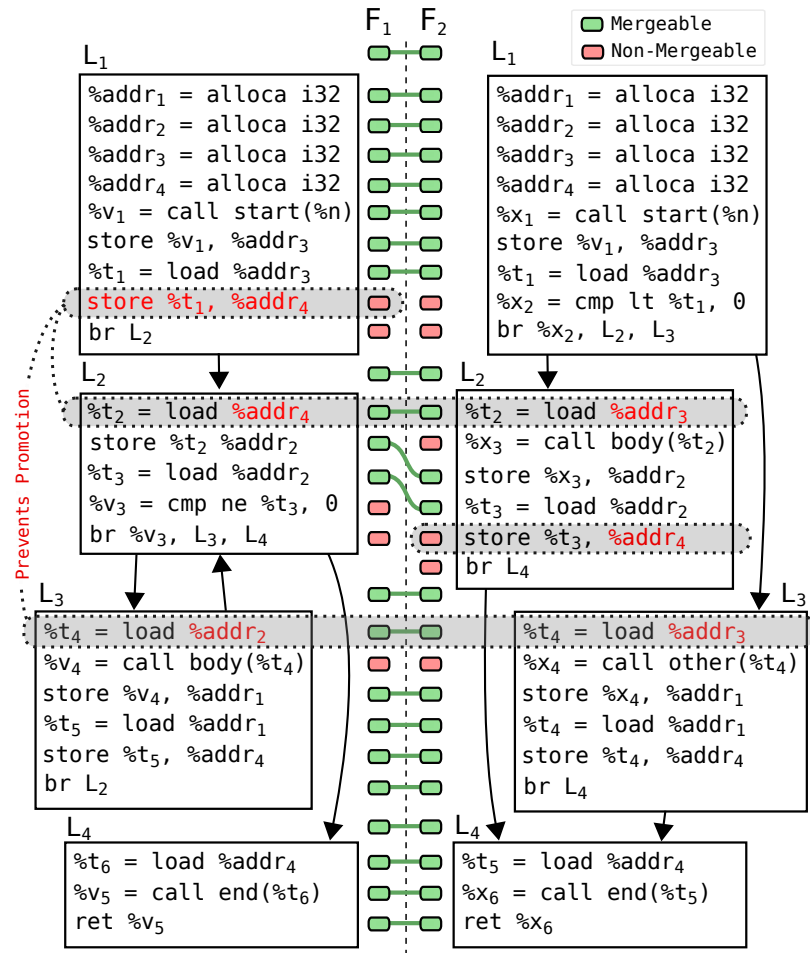 F1 F2
Mergeable
Non-Mergeable
L1
%addr1 = alloca i32
%addr2 = alloca i32
%addr3 = alloca i32
%addr4 = alloca i32
%v1 = call start(%n)
store %v1, %addr3
%t1 = load %addr3
store %t1, %addr4
br L2
L1
%addr1 = alloca i32
%addr2 = alloca i32
%addr3 = alloca i32
%addr4 = alloca i32
%x1 = call start(%n)
store %v1, %addr3
%t1 = load %addr3
%x2 = cmp lt %t1, 0
br %x2, L2, L3
Prevents Promotion
L2
%t2 = load %addr4
store %t2 %addr2
%t3 = load %addr2
%v3 = cmp ne %t3, 0
br %v3, L3, L4
L2
%t2 = load %addr3
%x3 = call body(%t2)
store %x3, %addr2
%t3 = load %addr2
store %t3, %addr4
br L4
L3
%t4 = load %addr2
%v4 = call body(%t4)
store %v4, %addr1
%t5 = load %addr1
store %t5, %addr4
br L2
L3
%t4 = load %addr3
%x4 = call other(%t4)
store %x4, %addr1
%t4 = load %addr1
store %t4, %addr4
br L4
L4
%t6 = load %addr4
%v5 = call end(%t6)
ret %v5
L4
%t5 = load %addr4
%x6 = call end(%t5)
ret %x6